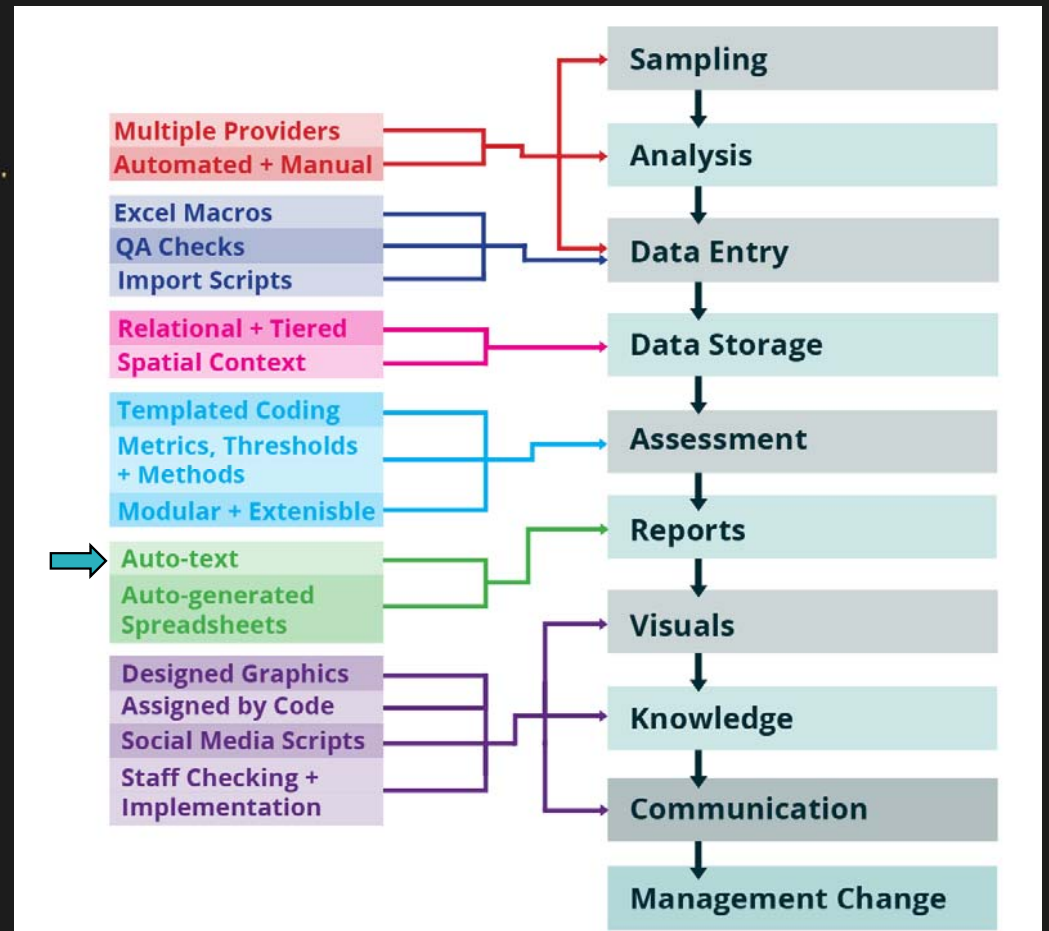 Multiple Providers
Automated + Manual
Excel Macros
QA Checks
Import Scripts
Relational + Tiered
Spatial Context
Templated Coding
Metrics, Thresholds
+ Methods
Modular + Extenisble
Auto-text
Auto-generated
Spreadsheets
Designed Graphics
Assigned by Code
Social Media Scripts
Staff Checking +
Implementation
Sampling
Analysis
Data Entry
Data Storage
Assessment
Reports
Visuals
Knowledge
Communication
Management Change